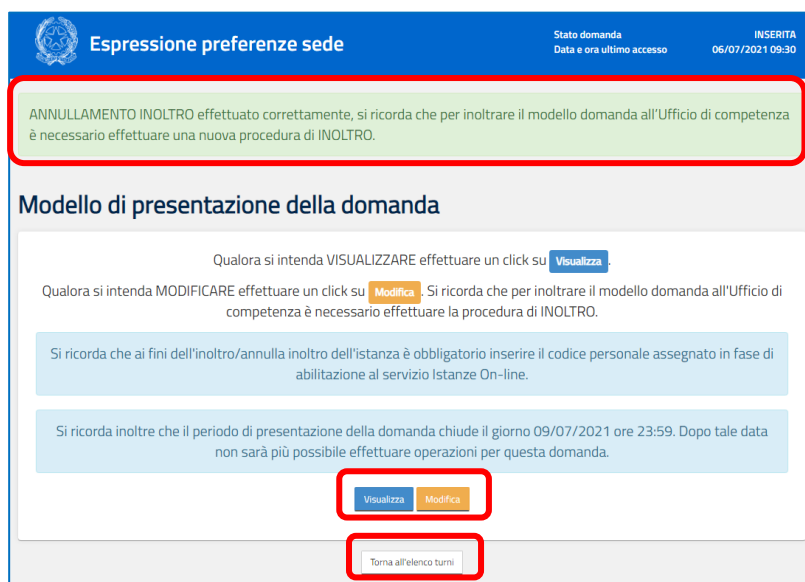 Espressione preferenze sede
Stato domanda INSERITA
Data e ora ultimo accesso 06/07/2021 09:30
ANNULLAMENTO INOLTRO effettuato correttamente, si ricorda che per inoltrare il modello domanda all'Ufficio di competenza
è necessario effettuare una nuova procedura di INOLTRO.
Modello di presentazione della domanda
Qualora si intenda VISUALIZZARE effettuare un click su Visualizza.
Qualora si intenda MODIFICARE effettuare un click su Modifica. Si ricorda che per inoltrare il modello domanda all'Ufficio di
competenza è necessario effettuare la procedura di INOLTRO.
Si ricorda che ai fini dell'inoltro/annulla inoltro dell'istanza è obbligatorio inserire il codice personale assegnato in fase di
abilitazione al servizio Istanze On-line.
Si ricorda inoltre che il periodo di presentazione della domanda chiude il giorno 09/07/2021 ore 23:59. Dopo tale data
non sarà più possibile effettuare operazioni per questa domanda.
Visualizza Modifica
Torna all'elenco turni